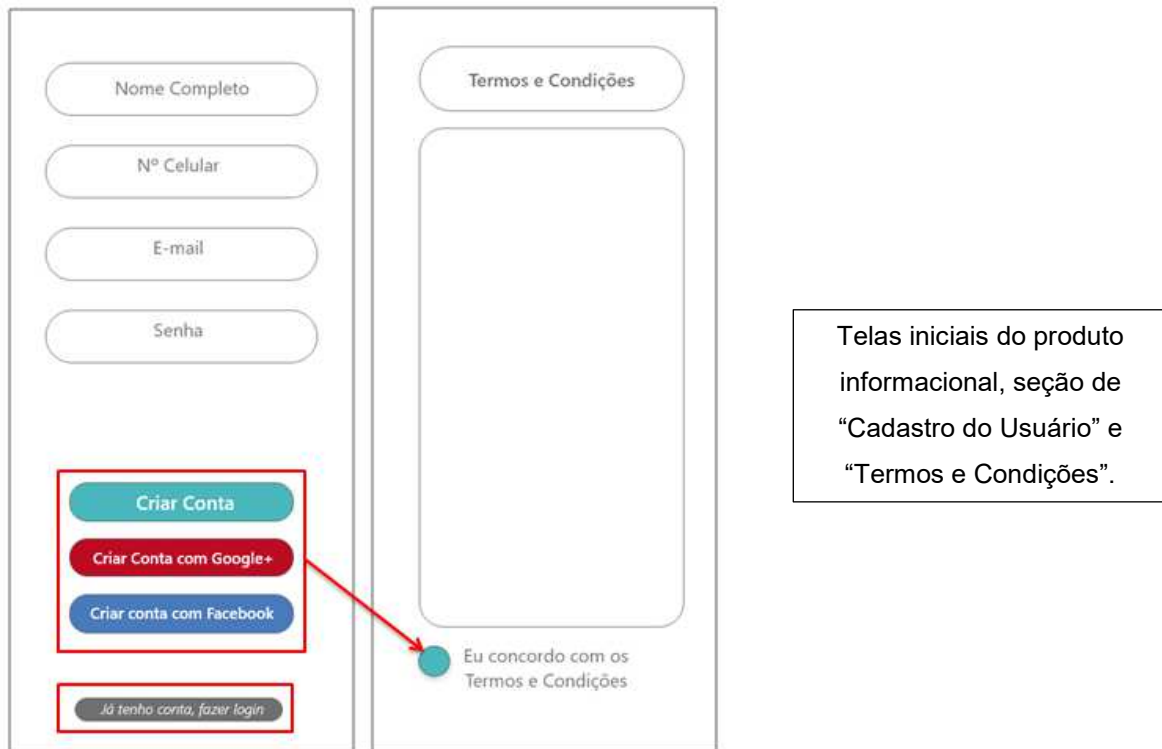 Nome Completo
Nº Celular
E-mail
Senha
Criar Conta
Criar Conta com Google+
Criar conta com Facebook
Já tenho conta, fazer login
Termos e Condições
Eu concordo com os
Termos e Condições
Telas iniciais do produto
informacional, seção de
“Cadastro do Usuário” e
“Termos e Condições”.